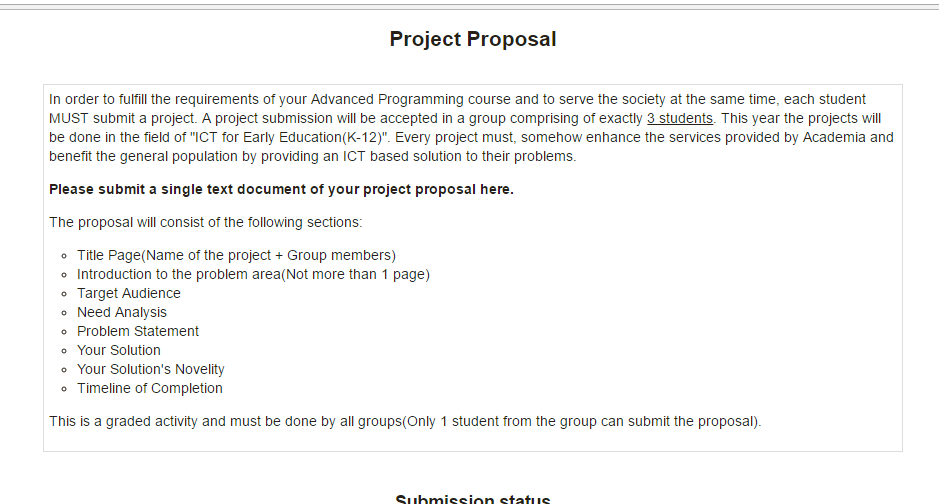 Project Proposal
In order to fulfill the requirements of your Advanced Programming course and to serve the society at the same time, each student
MUST submit a project. A project submission will be accepted in a group comprising of exactly 3 students. This year the projects will
be done in the field of "ICT for Early Education(K-12)". Every project must, somehow enhance the services provided by Academia and
benefit the general population by providing an ICT based solution to their problems.
Please submit a single text document of your project proposal here.
The proposal will consist of the following sections:
Title Page(Name of the project + Group members)
Introduction to the problem area(Not more than 1 page)
Target Audience
Need Analysis
Problem Statement
Your Solution
Your Solution's Novelity
Timeline of Completion
This is a graded activity and must be done by all groups(Only 1 student from the group can submit the proposal).
Submission status